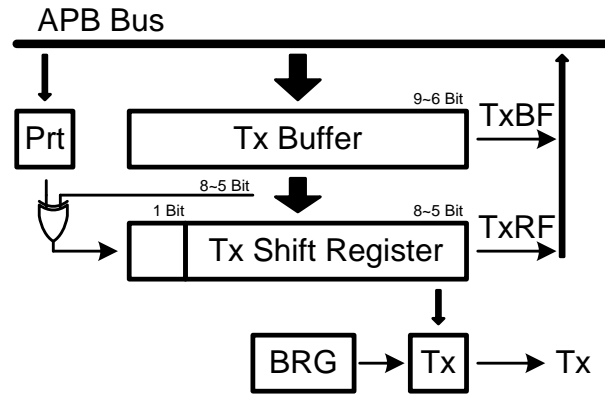 APB Bus
9~6 Bit
Prt
Tx Buffer
TxBF
8~5 Bit
1 Bit
8~5 Bit
Tx Shift Register
TxRF
BRG
Tx
Tx